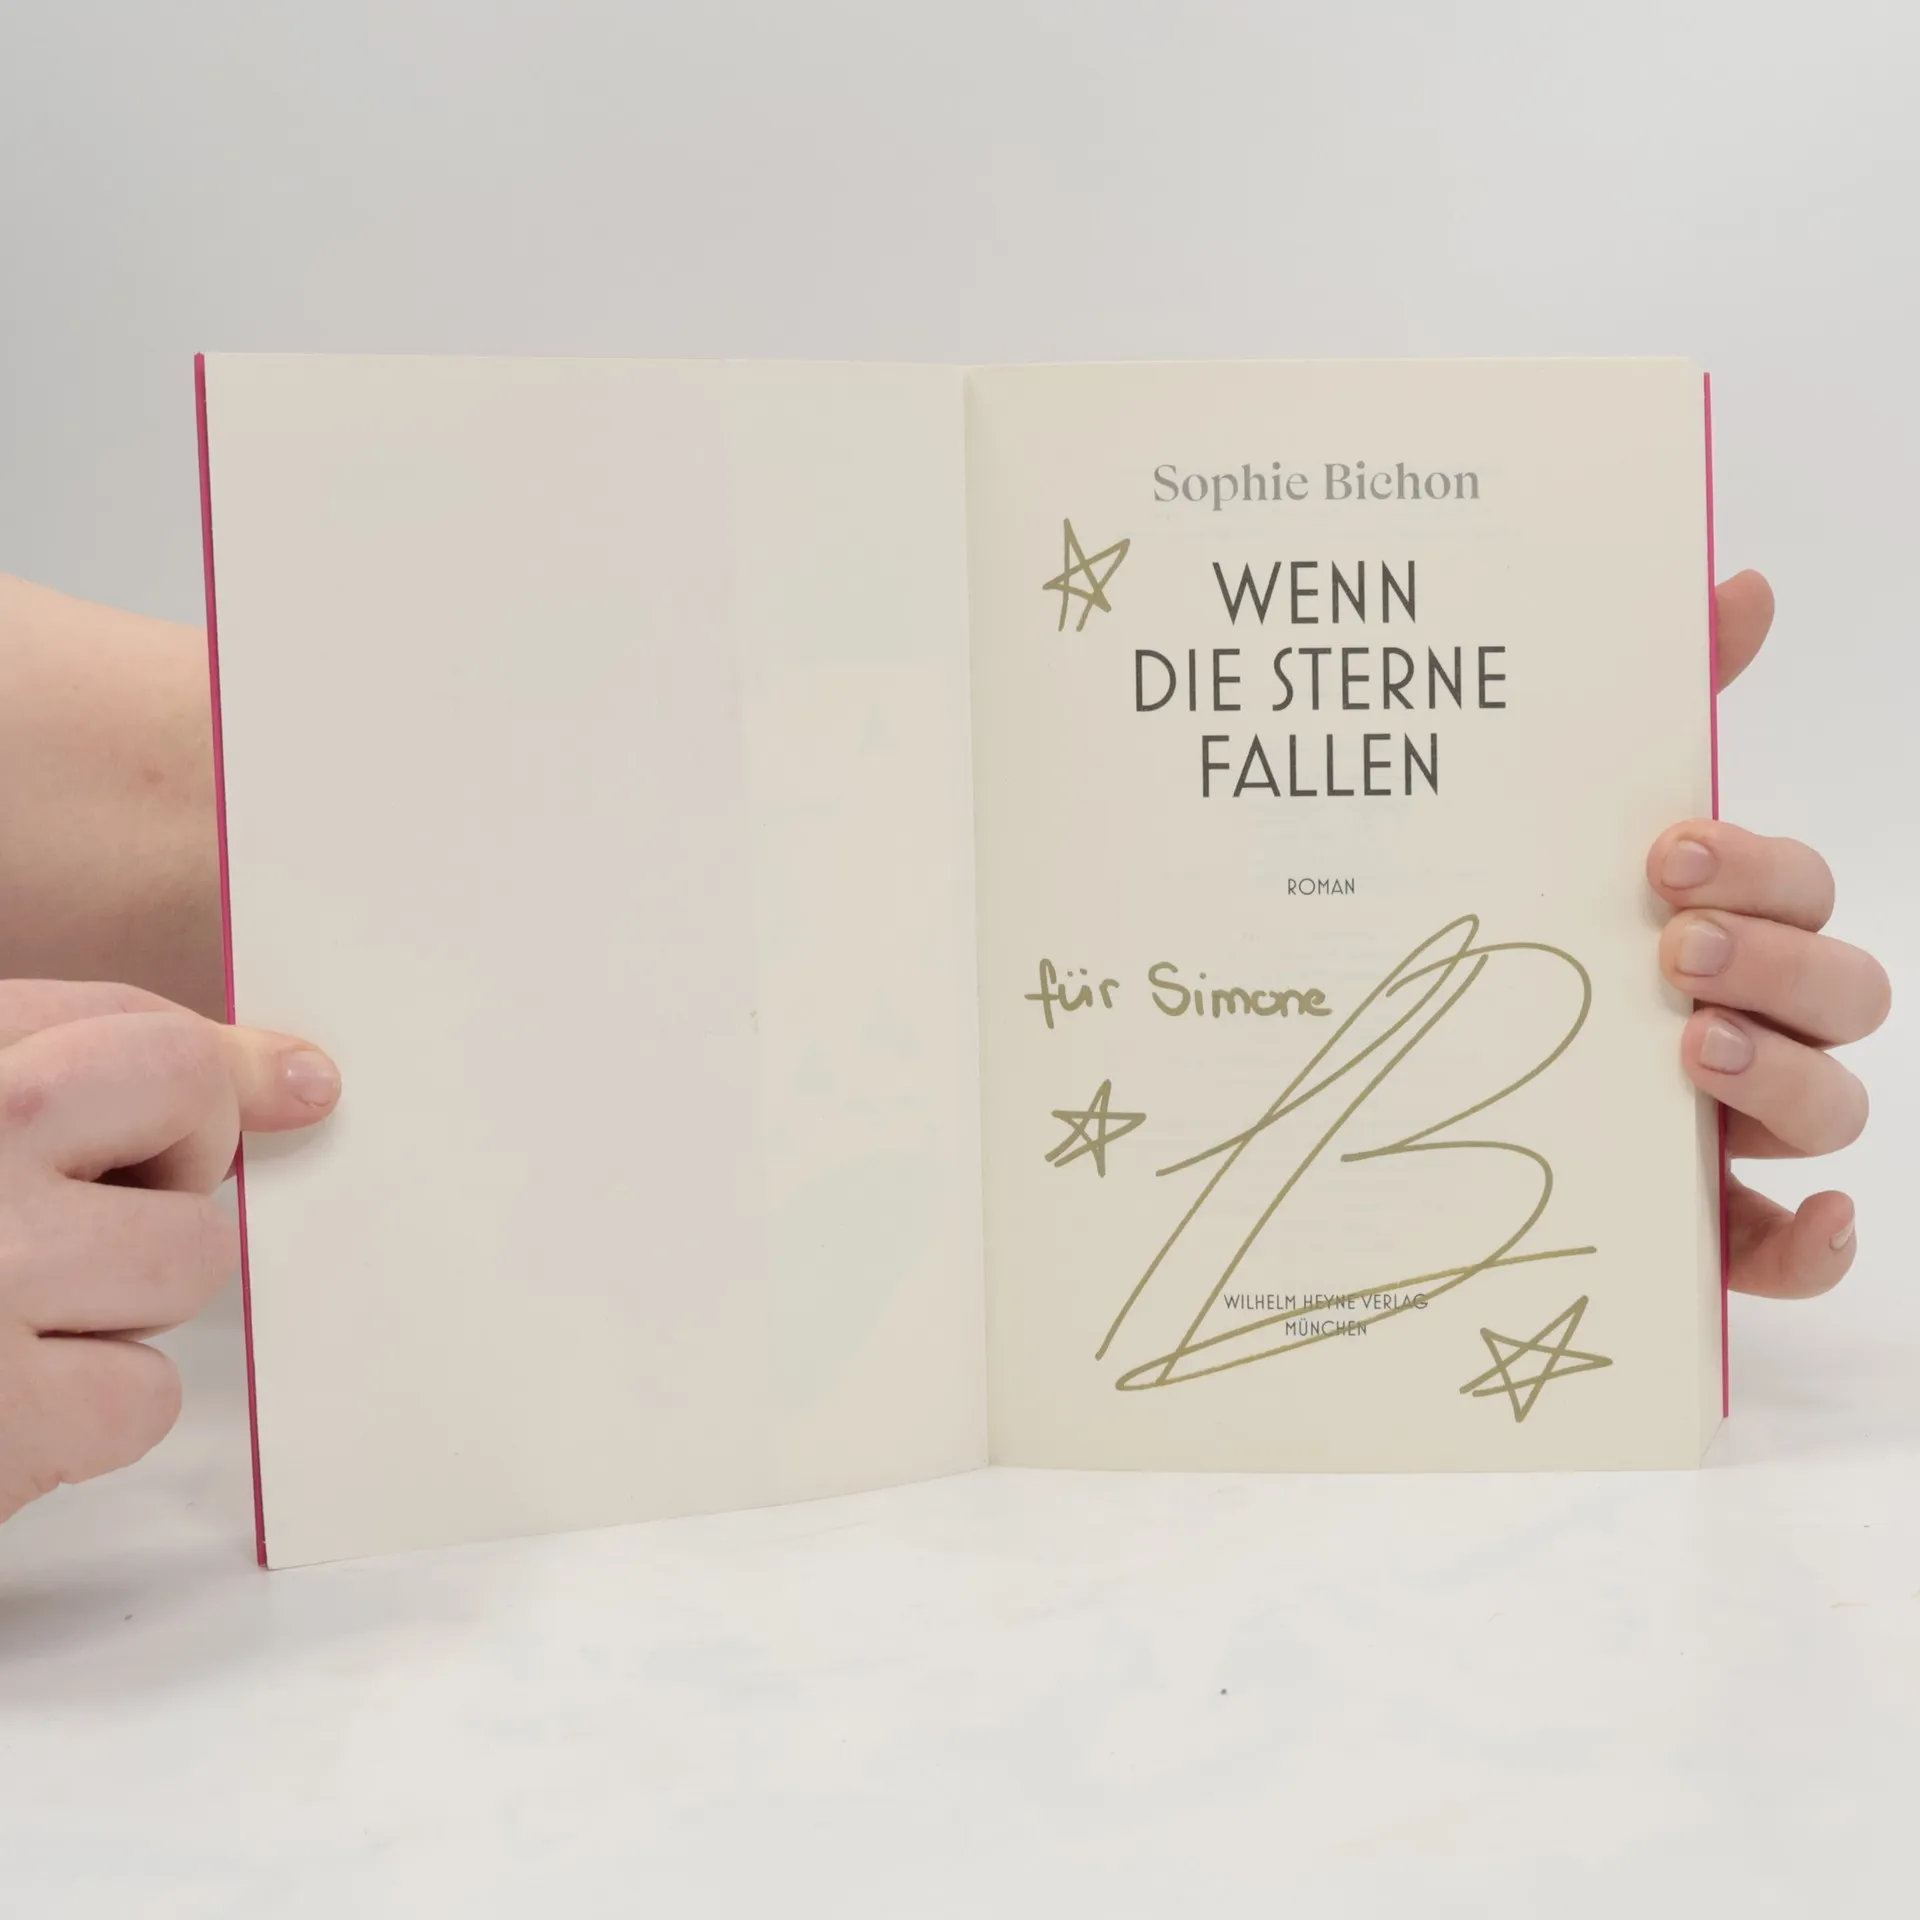 Sophie Bichon
WENN
DIE STERNE
FALLEN
ROMAN
für Simone
WILHELM HEYNE VERLAG
MÜNCHEN